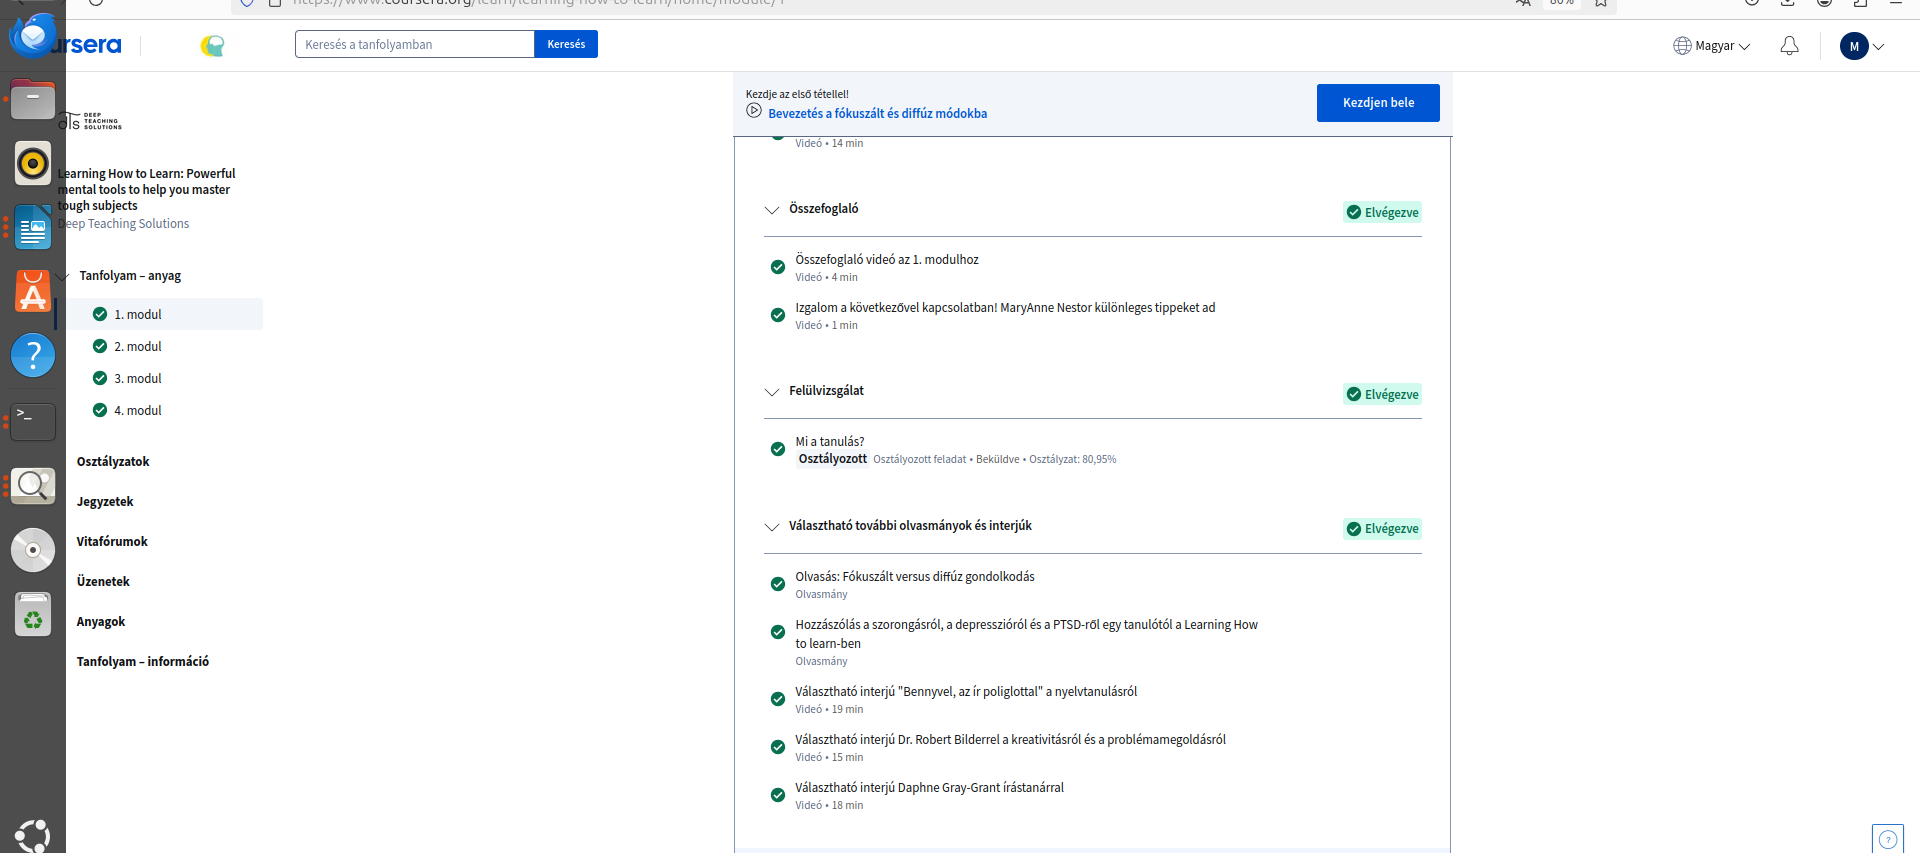 https://www.coursera.org/learn/learning-how-to-learn/home/module/1
80%
ursera
Keresés a tanfolyamban
Keresés
Magyar
M
DEEP
TEACHING
SOLUTIONS
Learning How to Learn: Powerful
mental tools to help you master
tough subjects
Deep Teaching Solutions
Tanfolyam – anyag
1. modul
2. modul
3. modul
4. modul
Osztályzatok
Jegyzetek
Vitafórumok
Üzenetek
Anyagok
Tanfolyam – információ
Kezdje az első tétellel!
Bevezetés a fókuszált és diffúz módokba
Kezdjen bele
Videó • 14 min
Összefoglaló
Elvégezve
Összefoglaló videó az 1. modulhoz
Videó • 4 min
Izgalom a következővel kapcsolatban! MaryAnne Nestor különleges tippeket ad
Videó • 1 min
Felülvizsgálat
Elvégezve
Mi a tanulás?
Osztályozott Osztályozott feladat • Beküldve • Osztályzat: 80,95%
Választható további olvasmányok és interjúk
Elvégezve
Olvasás: Fókuszált versus diffúz gondolkodás
Olvasmány
Hozzászólás a szorongásról, a depresszióról és a PTSD-ről egy tanulótól a Learning How
to learn-ben
Olvasmány
Választható interjú "Bennyvel, az ír poliglottal" a nyelvtanulásról
Videó • 19 min
Választható interjú Dr. Robert Bilderrel a kreativitásról és a problémamegoldásról
Videó • 15 min
Választható interjú Daphne Gray-Grant írástanárral
Videó • 18 min